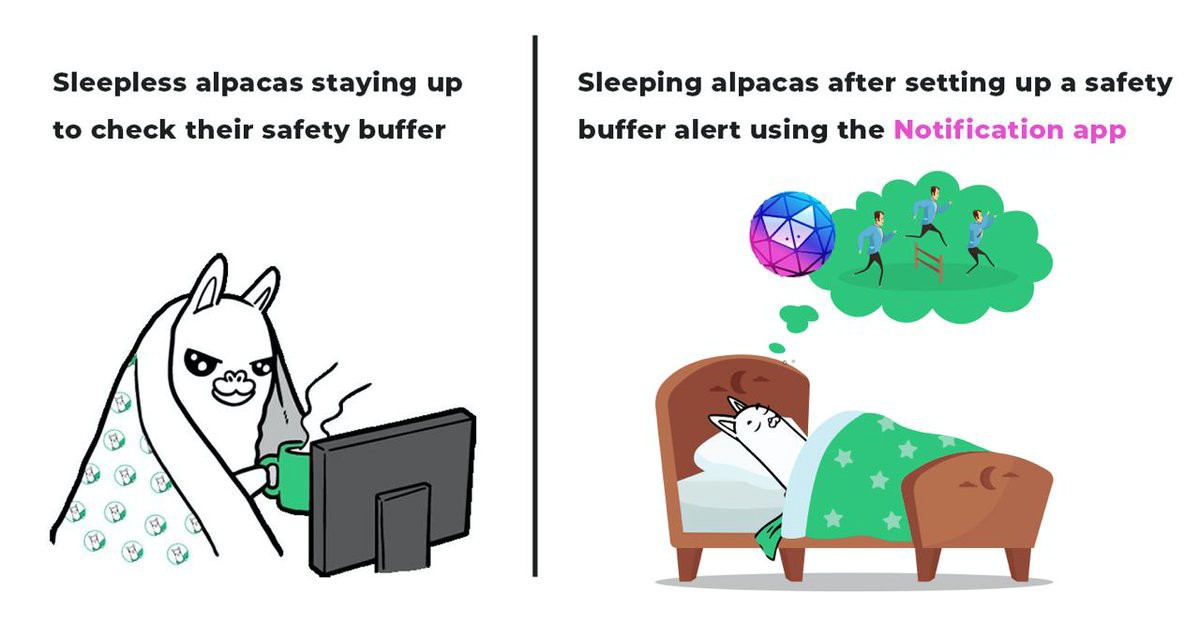 Sleepless alpacas staying up
to check their safety buffer
Sleeping alpacas after setting up a safety
buffer alert using the Notification app